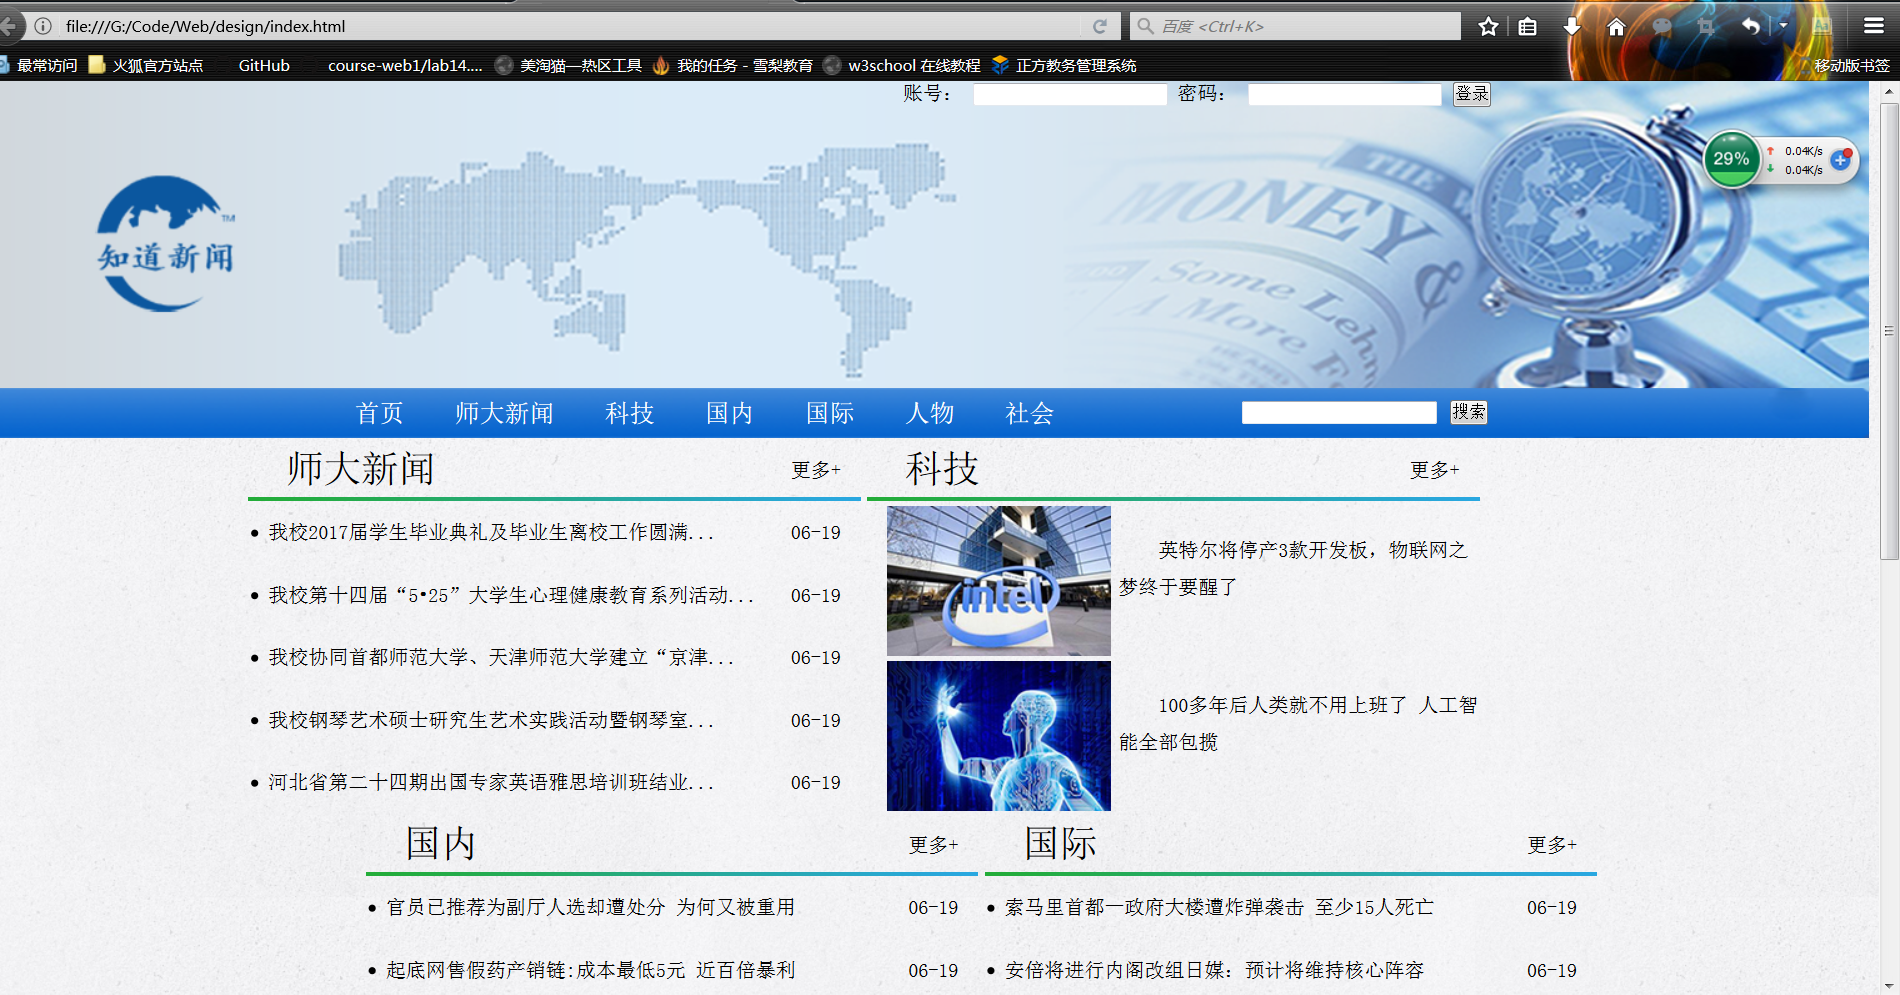 file:///G:/Code/Web/design/index.html
百度 <Ctrl+K>
最常访问 火狐官方站点 GitHub course-web1/lab14.... 美淘猫—热区工具 我的任务 - 雪梨教育 w3school 在线教程 正方教务管理系统 移动版书签
账号： 密码： 登录
THE W
MONEY
&
Some Lehm
A More Fe
29%
0.04K/s
0.04K/s
知道新闻
TM
首页 师大新闻 科技 国内 国际 人物 社会 搜索
师大新闻 更多+
我校2017届学生毕业典礼及毕业生离校工作圆满... 06-19
我校第十四届“5•25”大学生心理健康教育系列活动... 06-19
我校协同首都师范大学、天津师范大学建立“京津... 06-19
我校钢琴艺术硕士研究生艺术实践活动暨钢琴室... 06-19
河北省第二十四期出国专家英语雅思培训班结业... 06-19
科技 更多+
intel
英特尔将停产3款开发板，物联网之
梦终于要醒了
100多年后人类就不用上班了 人工智
能全部包揽
国内 更多+
官员已推荐为副厅人选却遭处分 为何又被重用 06-19
起底网售假药产销链:成本最低5元 近百倍暴利 06-19
国际 更多+
索马里首都一政府大楼遭炸弹袭击 至少15人死亡 06-19
安倍将进行内阁改组日媒：预计将维持核心阵容 06-19